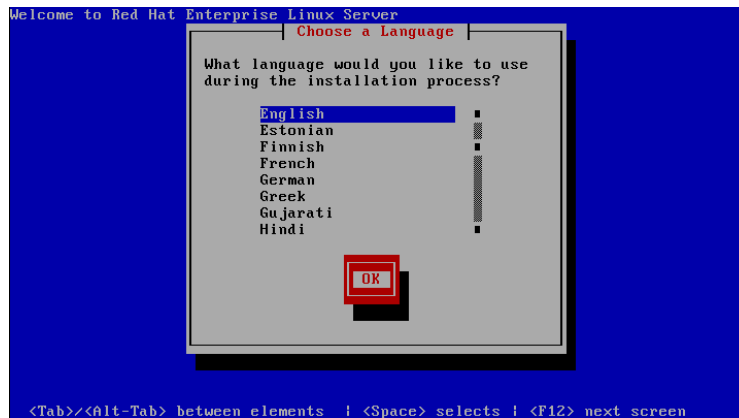 Welcome to Red Hat Enterprise Linux Server
Choose a Language
What language would you like to use
during the installation process?
English
Estonian
Finnish
French
German
Greek
Gujarati
Hindi
OK
<Tab>/<Alt-Tab> between elements | <Space> selects | <F12> next screen